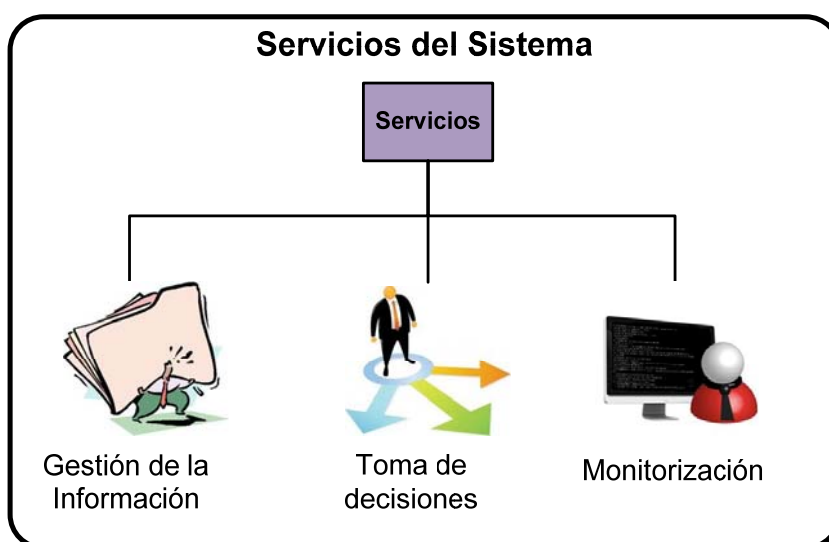 Servicios del Sistema
Servicios
Gestión de la
Información
Toma de
decisiones
Monitorización